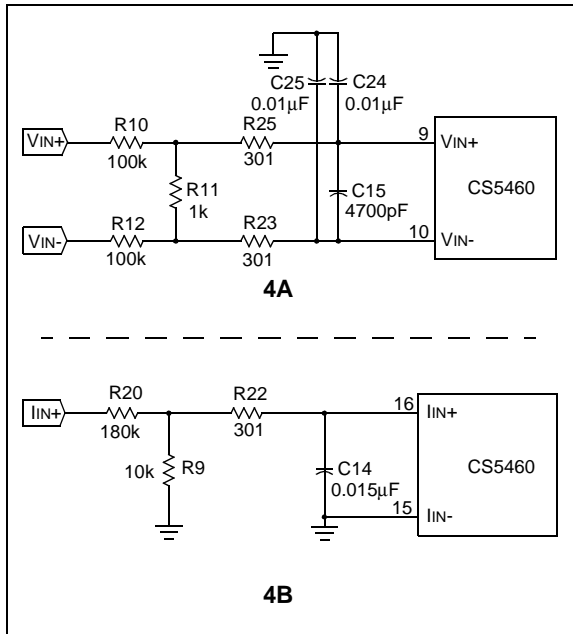 C25
0.01µF
C24
0.01µF
VIN+
R10
100k
R25
301
9
VIN+
R11
1k
C15
4700pF
CS5460
VIN-
R12
100k
R23
301
10
VIN-
4A
IIN+
R20
180k
R22
301
16
IIN+
10k
R9
C14
0.015µF
CS5460
15
IIN-
4B